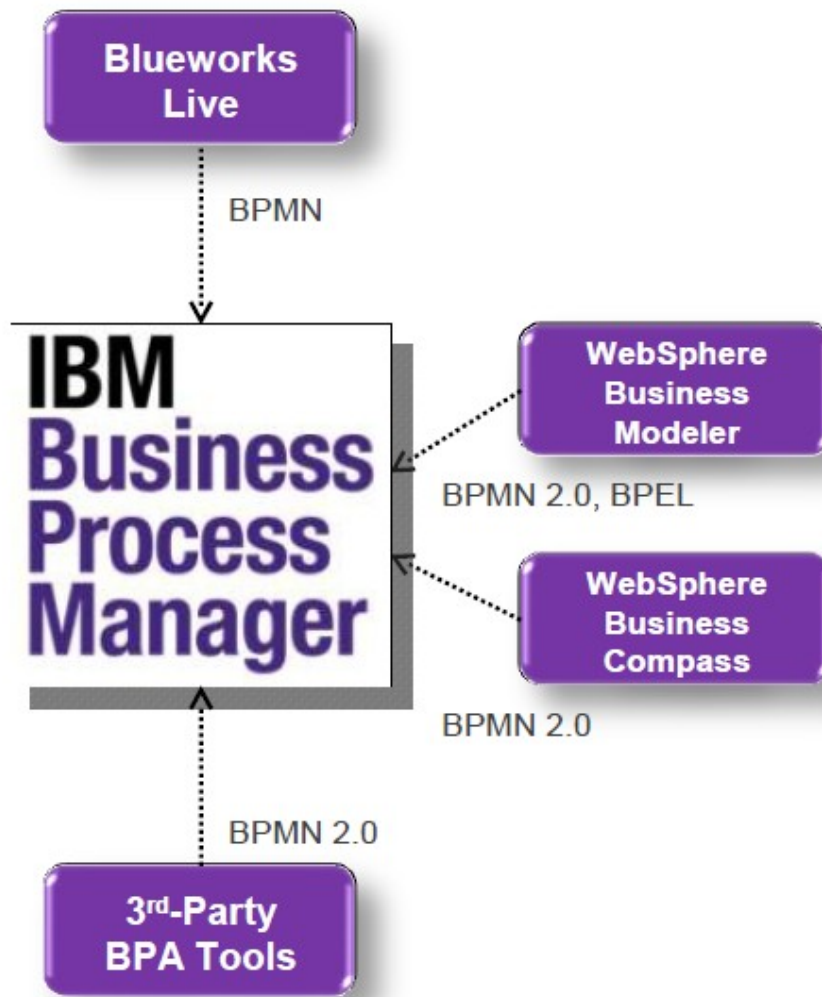 Blueworks
Live
BPMN
IBM
Business
Process
Manager
WebSphere
Business
Modeler
BPMN 2.0, BPEL
WebSphere
Business
Compass
BPMN 2.0
BPMN 2.0
3rd-Party
BPA Tools